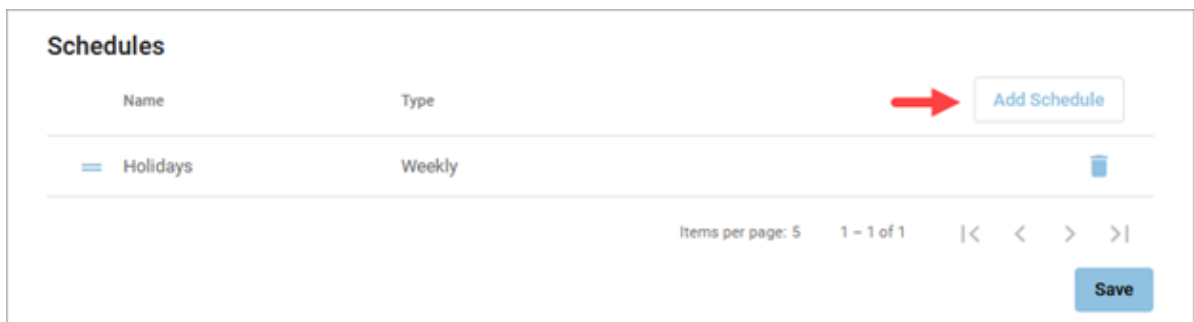 Schedules
Name Type Add Schedule
Holidays Weekly
Items per page: 5 1 – 1 of 1
Save